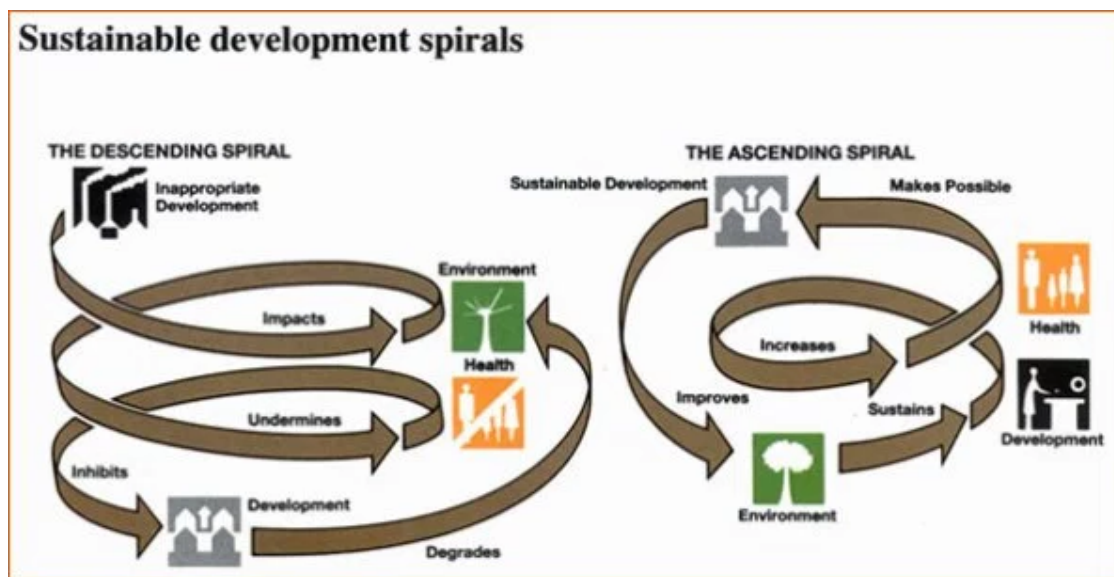 Sustainable development spirals
THE DESCENDING SPIRAL
Inappropriate
Development
Environment
Impacts
Health
Undermines
Inhibits
Development
Degrades
THE ASCENDING SPIRAL
Sustainable Development
Makes Possible
Health
Increases
Improves
Sustains
Development
Environment